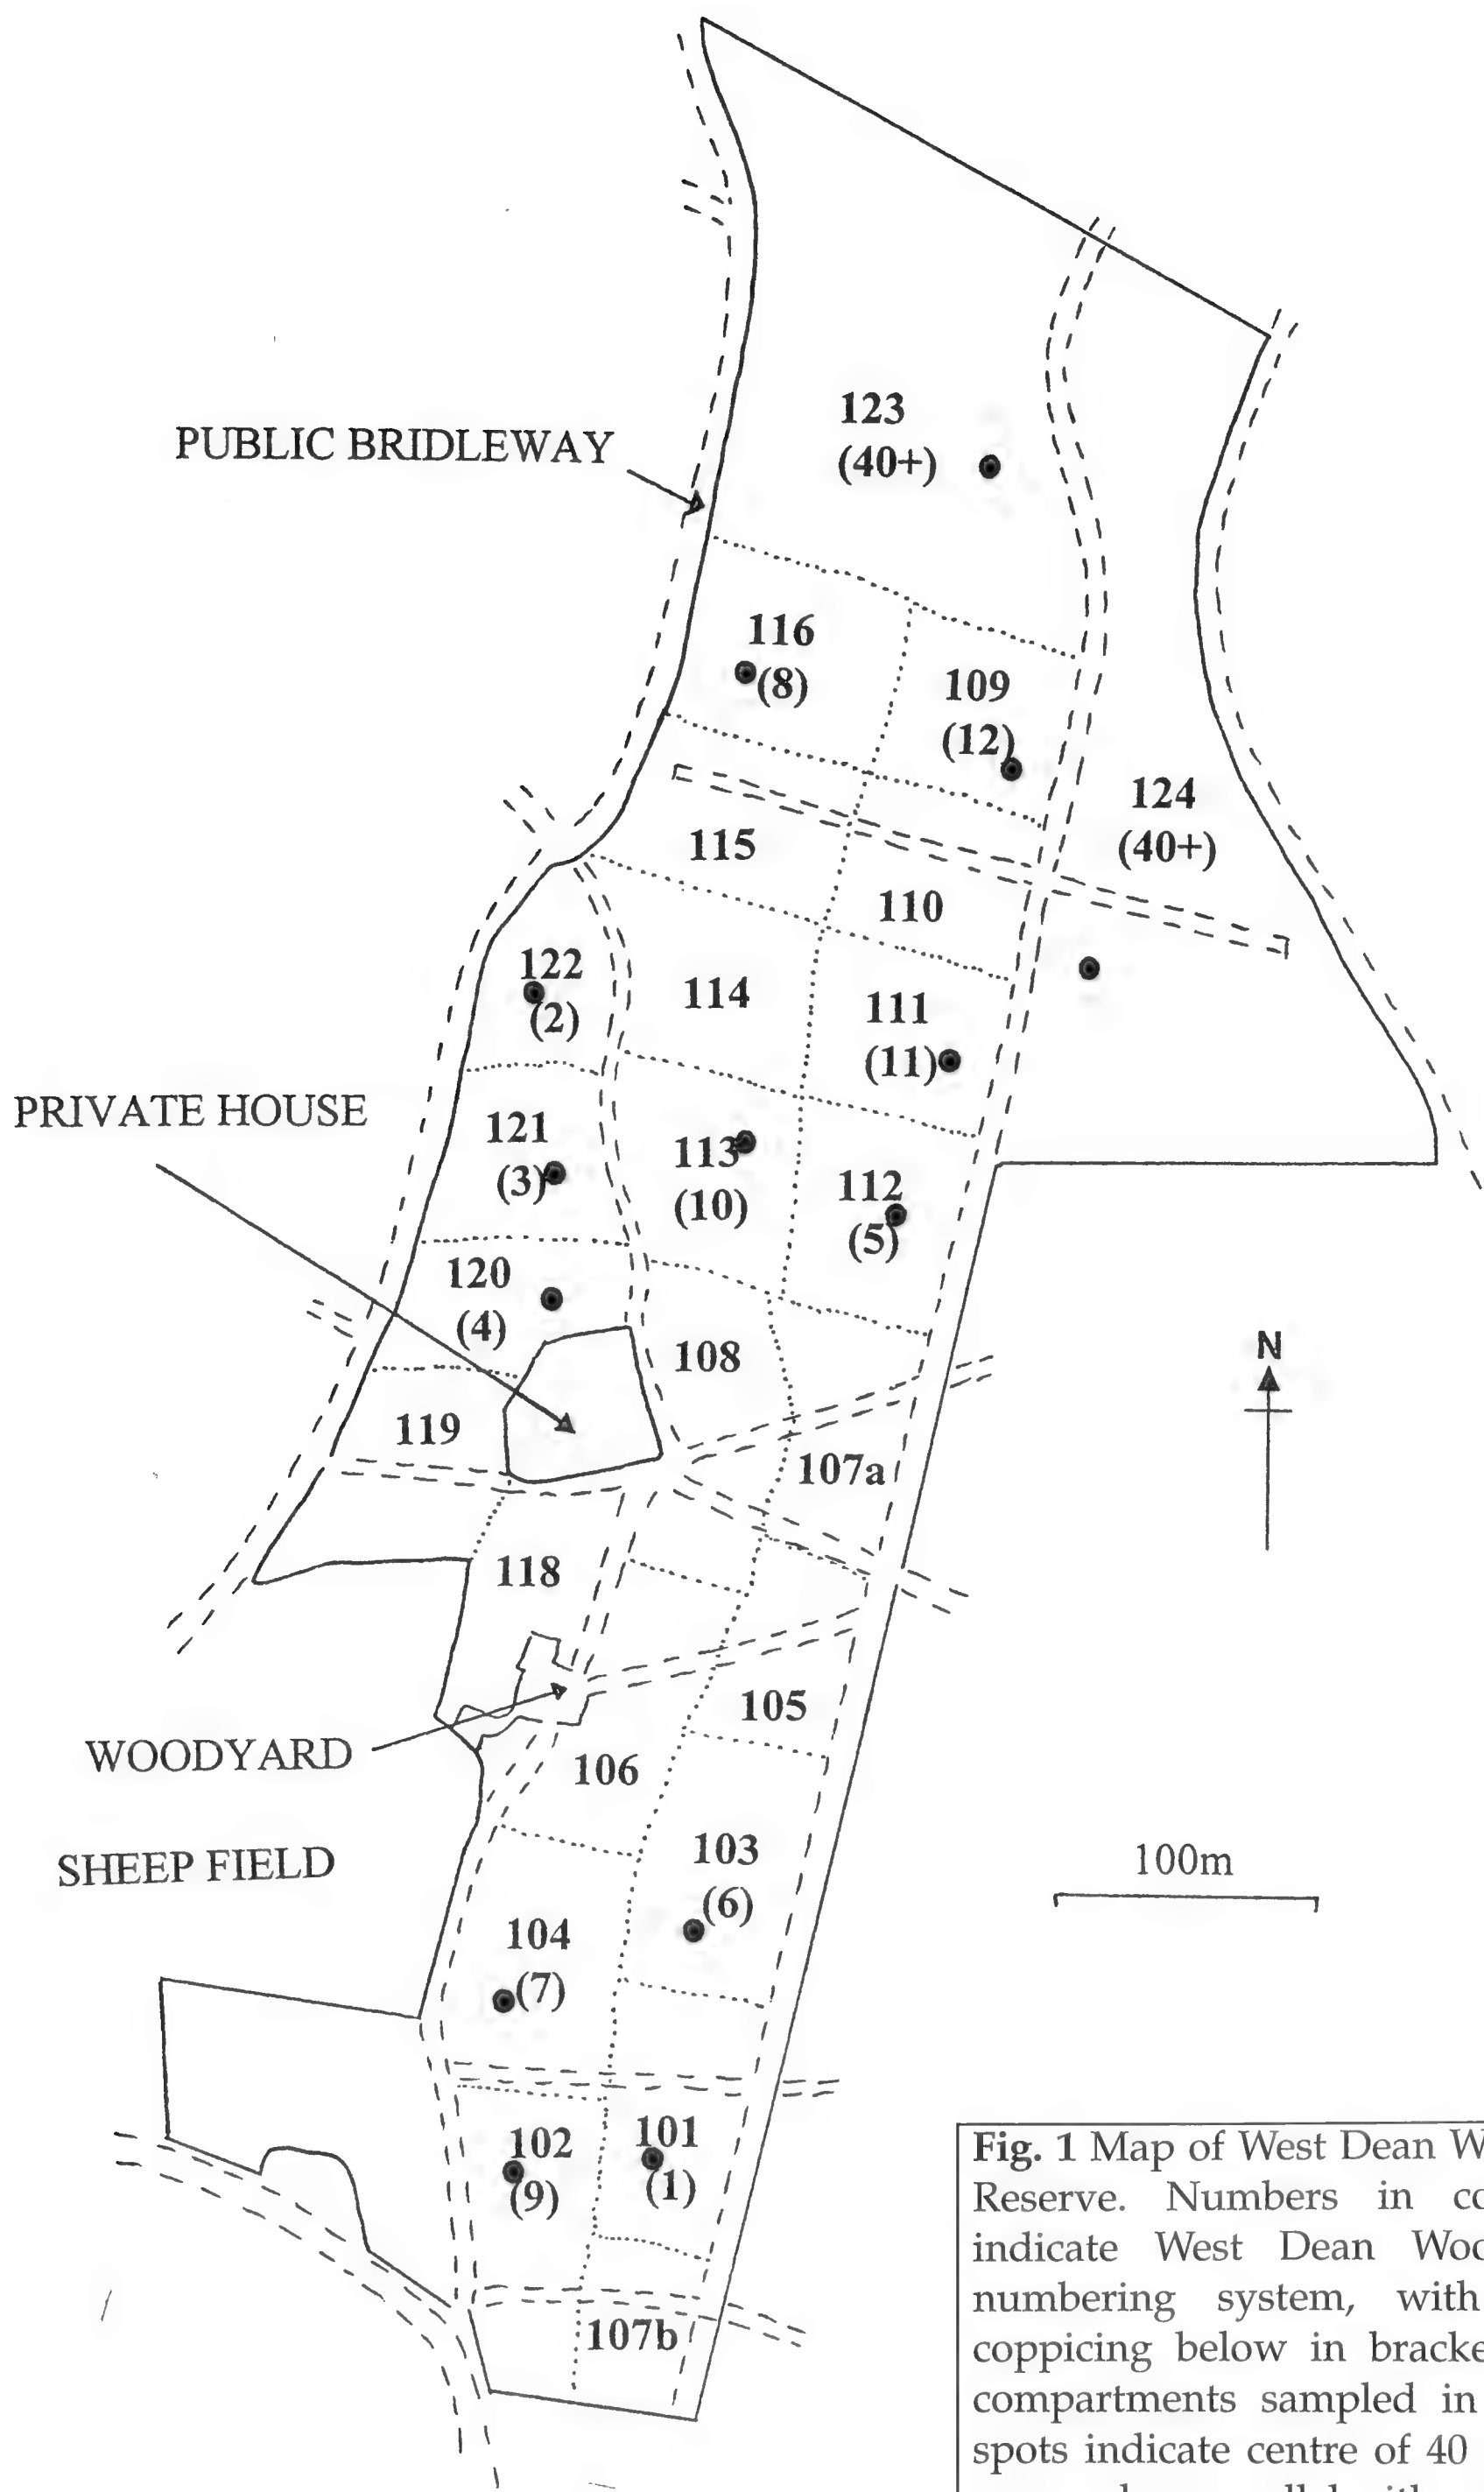 123
PUBLIC BRIDLEWAY
(40+)
116
(8)
109
(12)
124
(40+)
115
110
122
(2)
114
111
(11)
PRIVATE HOUSE
121
(3)
113
(10)
112
(5)
120
(4)
108
N
119
107a
118
105
WOODYARD
106
SHEEP FIELD
103
(6)
100m
104
(7)
102
(9)
101
(1)
107b
Fig. 1 Map of West Dean W
Reserve. Numbers in
indicate West Dean
numbering system, with
coppicing below in
compartments sampled in
spots indicate centre of 40